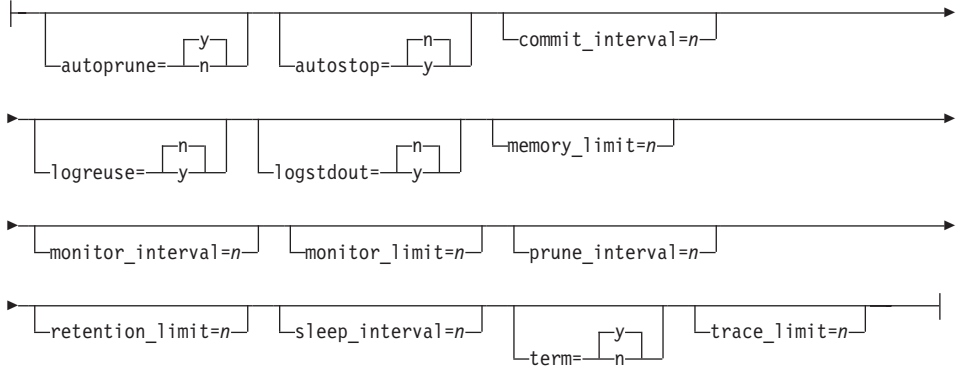 y n commit_interval=n
autoprune= n autostop= y
n n memory_limit=n
logreuse= y logstdout= y
monitor_interval=n monitor_limit=n prune_interval=n
retention_limit=n sleep_interval=n y trace_limit=n
term= n